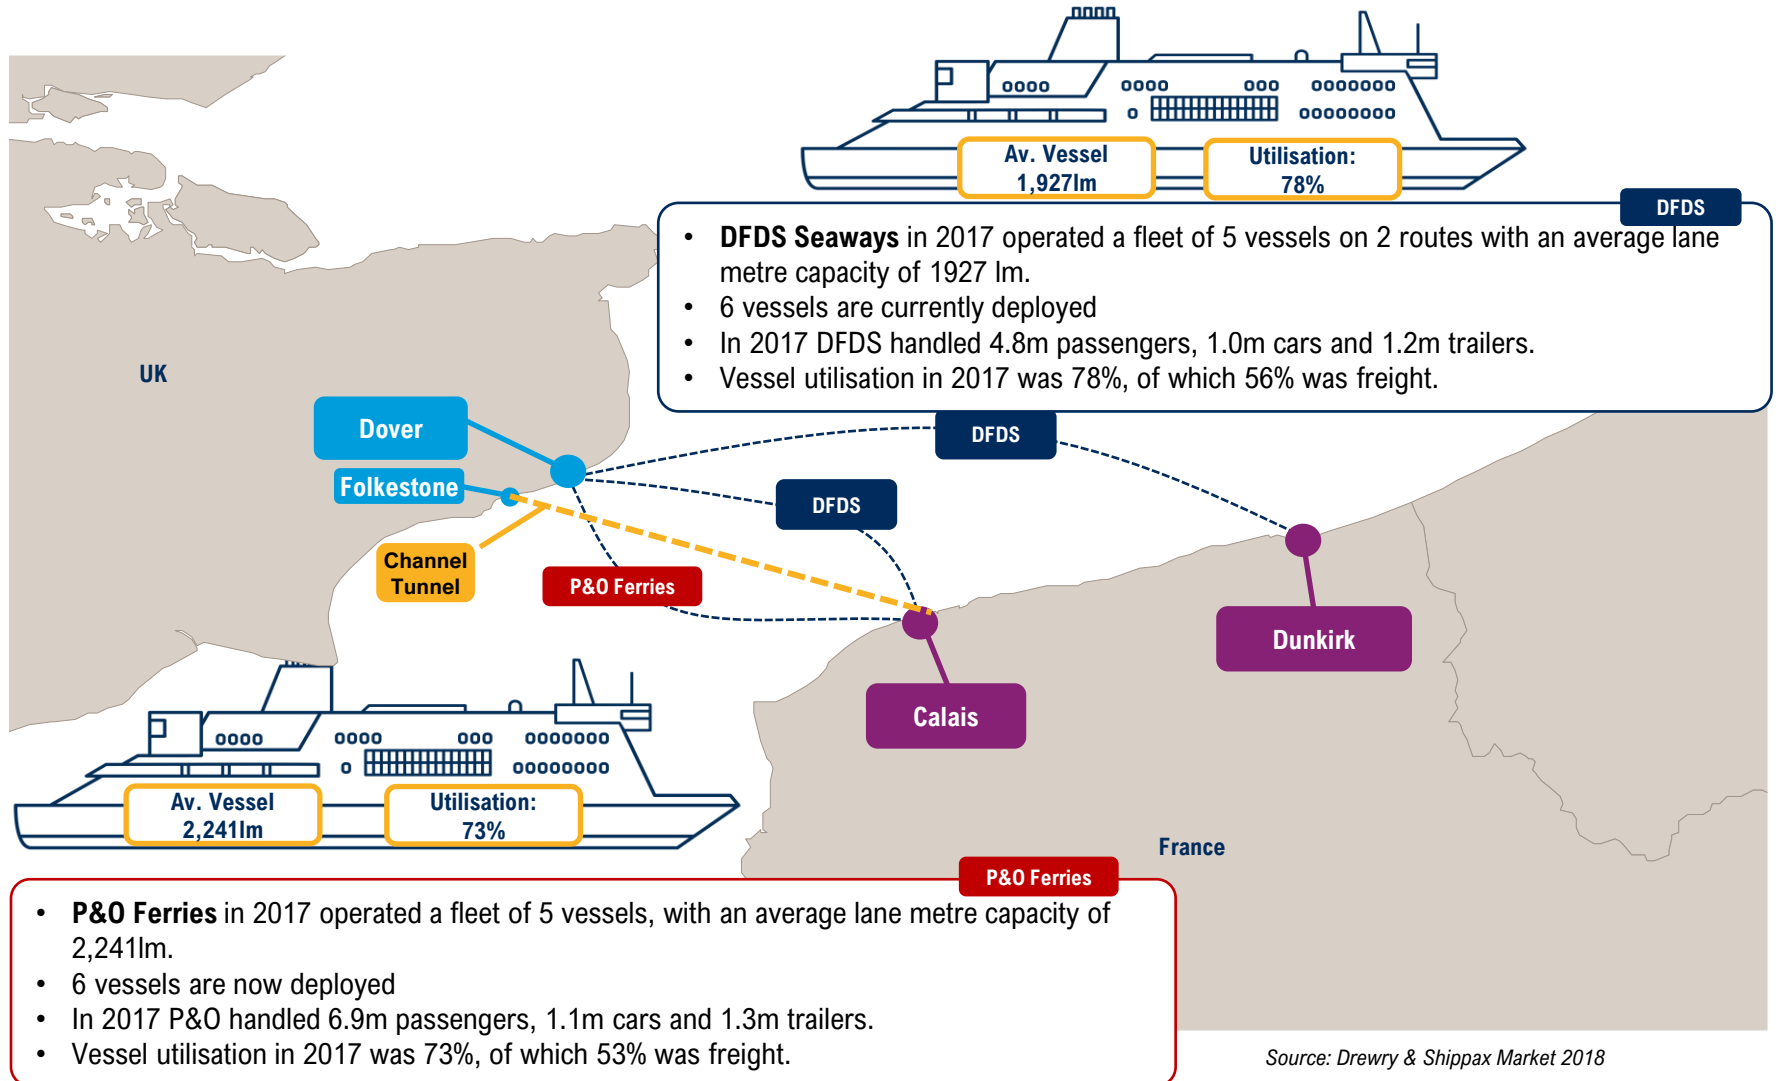 Av. Vessel
1,927lm
Utilisation:
78%
DFDS
• DFDS Seaways in 2017 operated a fleet of 5 vessels on 2 routes with an average lane
metre capacity of 1927 lm.
• 6 vessels are currently deployed
• In 2017 DFDS handled 4.8m passengers, 1.0m cars and 1.2m trailers.
• Vessel utilisation in 2017 was 78%, of which 56% was freight.
UK
Dover
DFDS
Folkestone
DFDS
Channel
Tunnel
P&O Ferries
Dunkirk
Calais
Av. Vessel
2,241lm
Utilisation:
73%
France
P&O Ferries
• P&O Ferries in 2017 operated a fleet of 5 vessels, with an average lane metre capacity of
2,241lm.
• 6 vessels are now deployed
• In 2017 P&O handled 6.9m passengers, 1.1m cars and 1.3m trailers.
• Vessel utilisation in 2017 was 73%, of which 53% was freight.
Source: Drewry & Shippax Market 2018